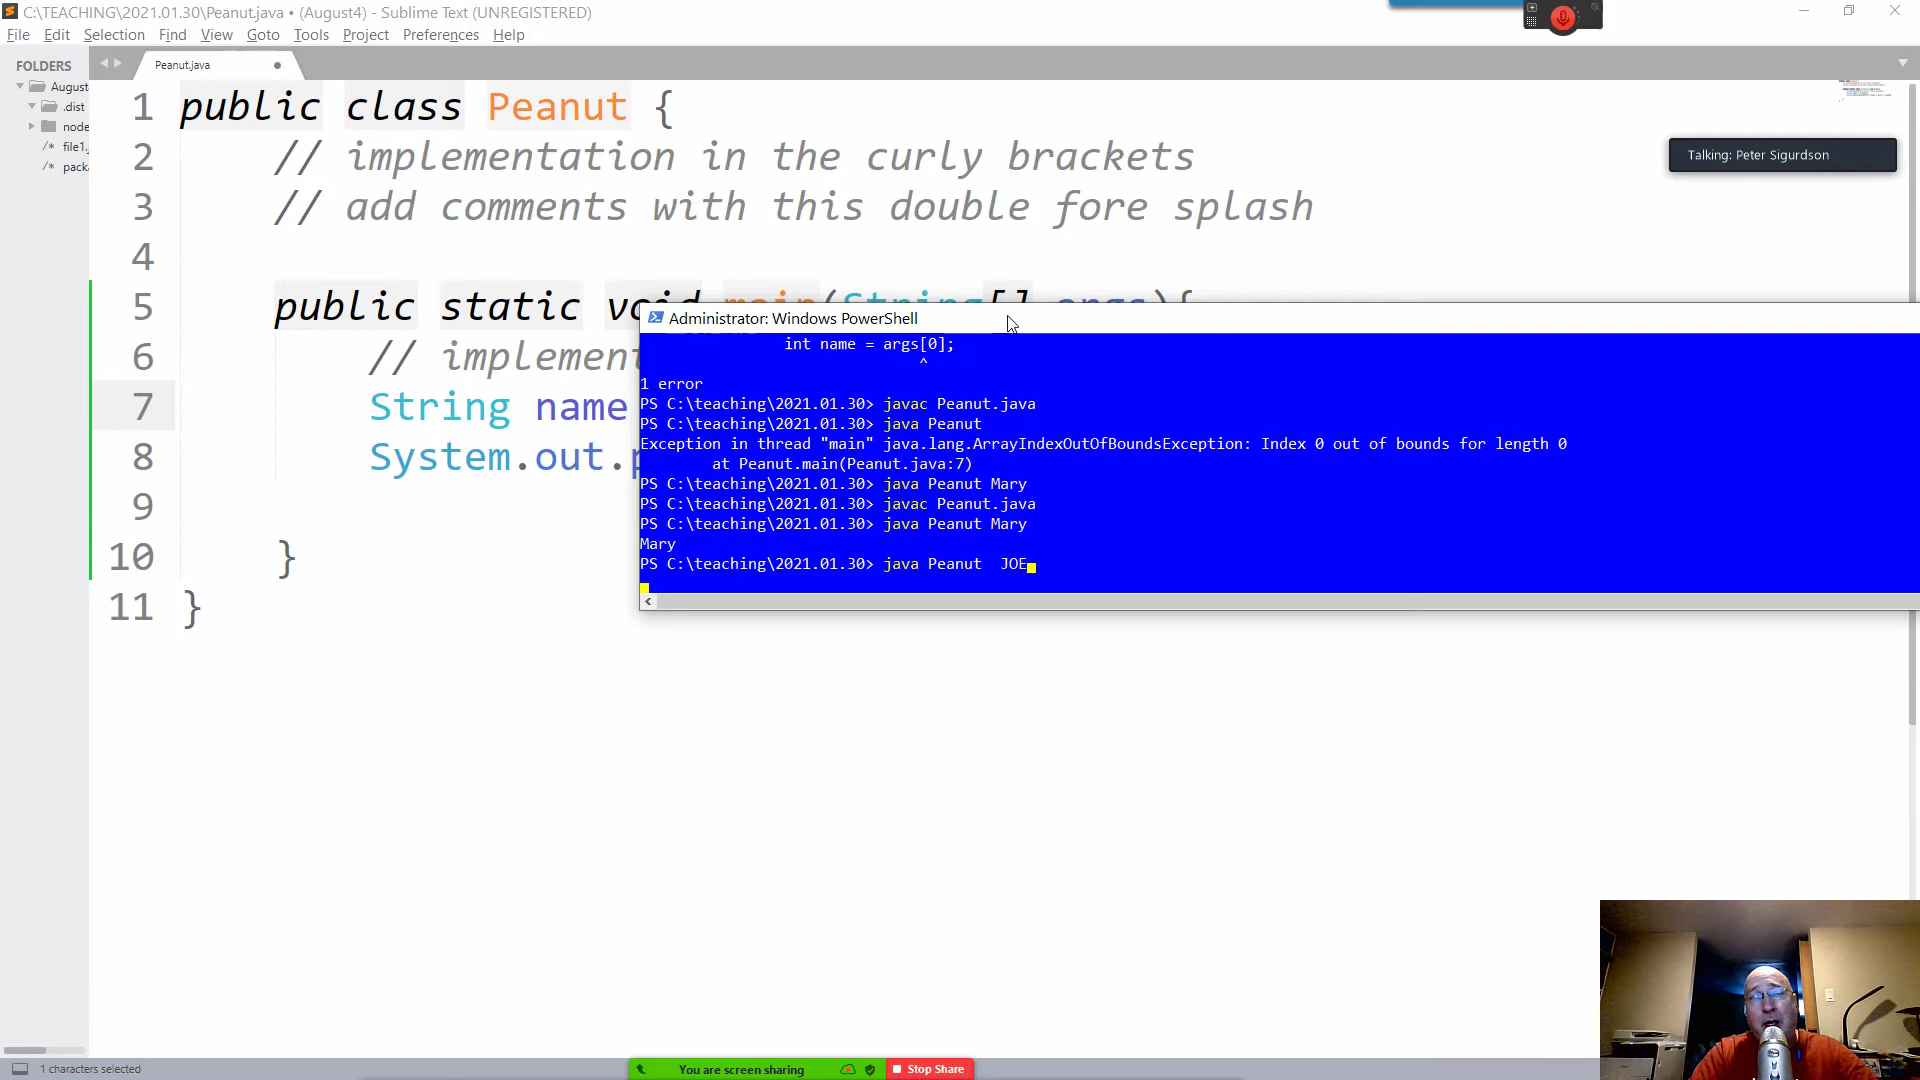 C:\TEACHING\2021.01.30\Peanut.java • (August4) - Sublime Text (UNREGISTERED)
File Edit Selection Find View Goto Tools Project Preferences Help
FOLDERS
August
.dist
node
file1.j
packa
Peanut.java
1 public class Peanut {
2 // implementation in the curly brackets
3 // add comments with this double fore splash
4
5 public static void main(String[] args){
6 // implement
7 String name
8 System.out.p
9
10 }
11 }
Talking: Peter Sigurdson
Administrator: Windows PowerShell
int name = args[0];
^
1 error
PS C:\teaching\2021.01.30> javac Peanut.java
PS C:\teaching\2021.01.30> java Peanut
Exception in thread "main" java.lang.ArrayIndexOutOfBoundsException: Index 0 out of bounds for length 0
at Peanut.main(Peanut.java:7)
PS C:\teaching\2021.01.30> java Peanut Mary
PS C:\teaching\2021.01.30> javac Peanut.java
PS C:\teaching\2021.01.30> java Peanut Mary
Mary
PS C:\teaching\2021.01.30> java Peanut  JOE
1 characters selected
You are screen sharing
Stop Share